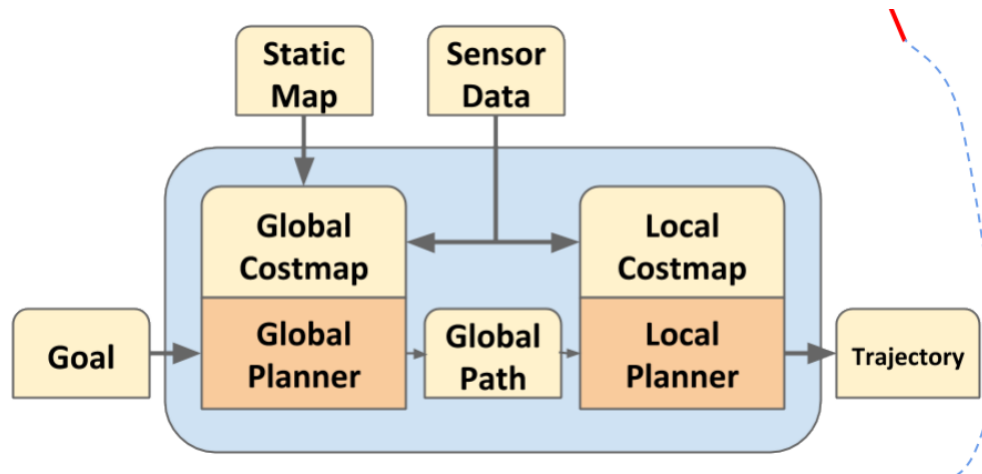 Static
Map
Sensor
Data
Global
Costmap
Local
Costmap
Goal
Global
Planner
Global
Path
Local
Planner
Trajectory